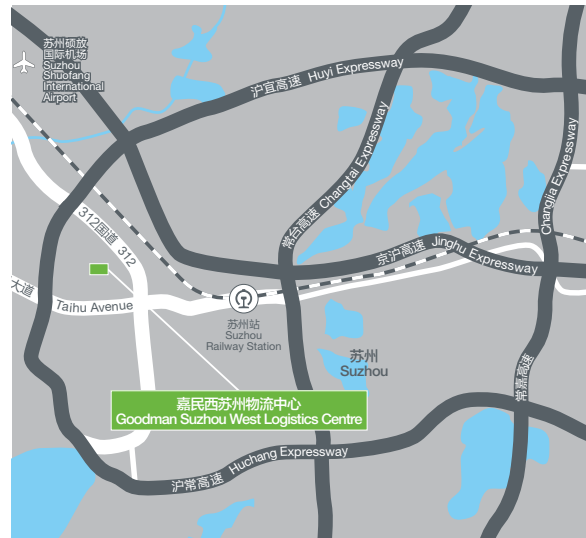 苏州硕放
国际机场
Suzhou
Shuofang
International
Airport
沪宜高速 Huyi Expressway
常台高速 Changtai Expressway
Changjia Expressway
312国道 312
京沪高速 Jinghu Expressway
大道 Taihu Avenue
苏州站
Suzhou
Railway Station
苏州
Suzhou
常嘉高速
嘉民西苏州物流中心
Goodman Suzhou West Logistics Centre
沪常高速 Huchang Expressway